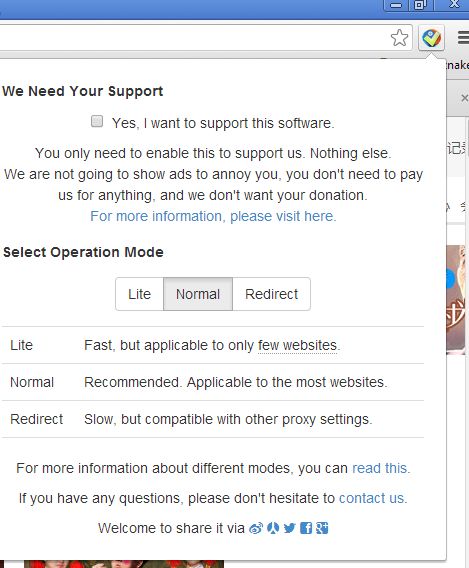 We Need Your Support
Yes, I want to support this software.
You only need to enable this to support us. Nothing else.
We are not going to show ads to annoy you, you don't need to pay
us for anything, and we don't want your donation.
For more information, please visit here.
Select Operation Mode
Lite Normal Redirect
Lite Fast, but applicable to only few websites.
Normal Recommended. Applicable to the most websites.
Redirect Slow, but compatible with other proxy settings.
For more information about different modes, you can read this.
If you have any questions, please don't hesitate to contact us.
Welcome to share it via